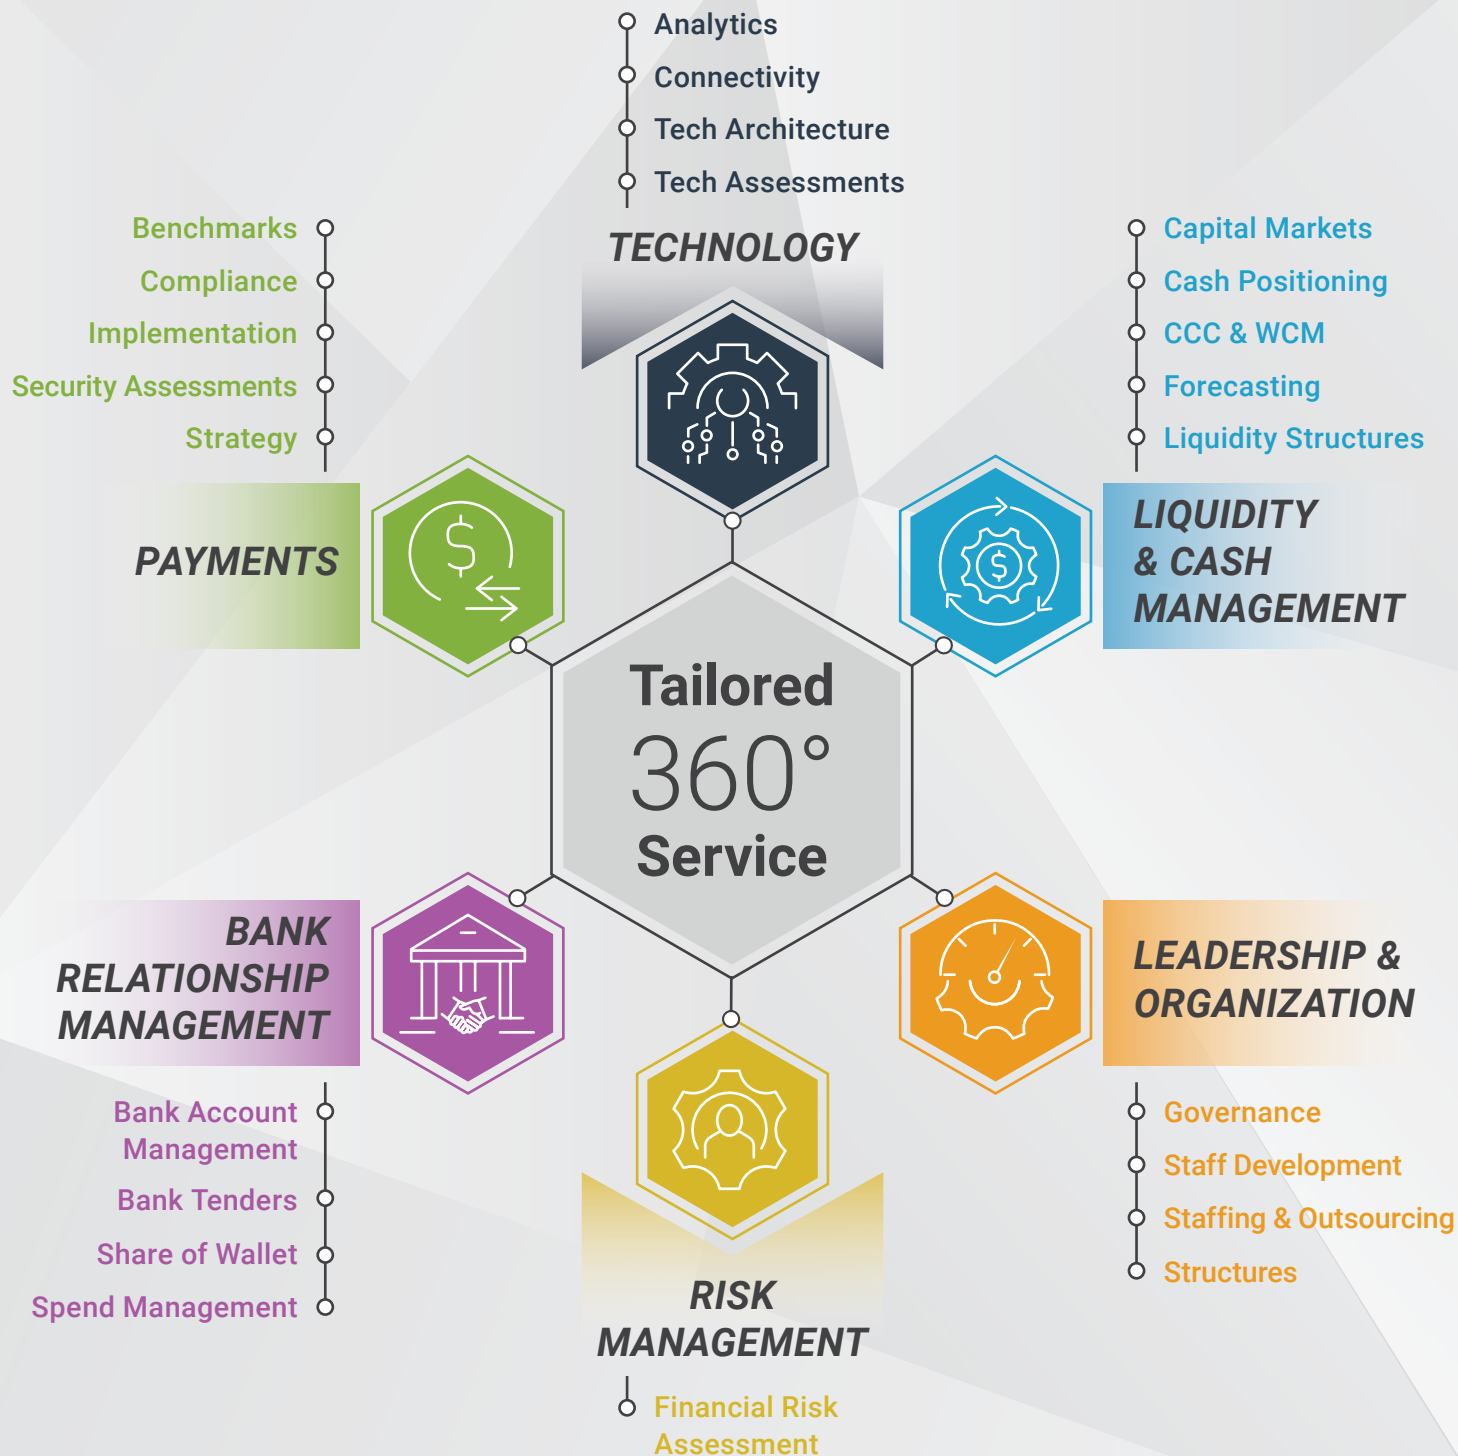 Analytics
Connectivity
Tech Architecture
Tech Assessments
TECHNOLOGY
Benchmarks
Compliance
Implementation
Security Assessments
Strategy
PAYMENTS
Capital Markets
Cash Positioning
CCC & WCM
Forecasting
Liquidity Structures
LIQUIDITY
& CASH
MANAGEMENT
Tailored
360°
Service
BANK
RELATIONSHIP
MANAGEMENT
Bank Account
Management
Bank Tenders
Share of Wallet
Spend Management
LEADERSHIP &
ORGANIZATION
Governance
Staff Development
Staffing & Outsourcing
Structures
RISK
MANAGEMENT
Financial Risk
Assessment
$
$